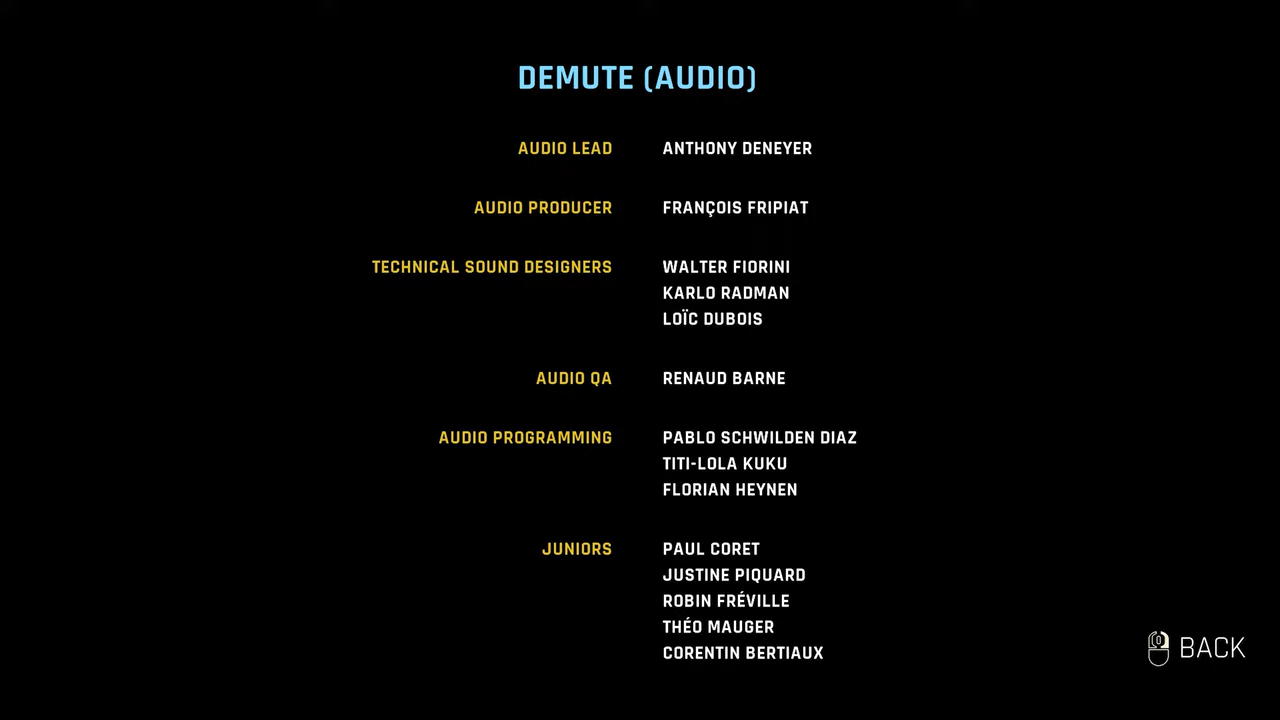 DEMUTE (AUDIO)
AUDIO LEAD ANTHONY DENEYER
AUDIO PRODUCER FRANÇOIS FRIPIAT
TECHNICAL SOUND DESIGNERS WALTER FIORINI
KARLO RADMAN
LOÏC DUBOIS
AUDIO QA RENAUD BARNE
AUDIO PROGRAMMING PABLO SCHWILDEN DIAZ
TITI-LOLA KUKU
FLORIAN HEYNEN
JUNIORS PAUL CORET
JUSTINE PIQUARD
ROBIN FRÉVILLE
THÉO MAUGER
CORENTIN BERTIAUX
BACK